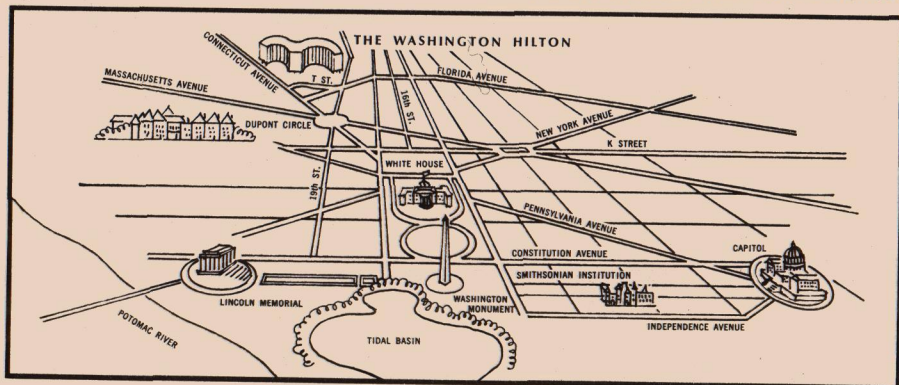 THE WASHINGTON HILTON
CONNECTICUT AVENUE
MASSACHUSETTS AVENUE
T ST.
FLORIDA AVENUE
16th ST.
DUPONT CIRCLE
NEW YORK AVENUE
K STREET
WHITE HOUSE
19th ST.
PENNSYLVANIA AVENUE
CONSTITUTION AVENUE
CAPITOL
SMITHSONIAN INSTITUTION
LINCOLN MEMORIAL
WASHINGTON
MONUMENT
INDEPENDENCE AVENUE
POTOMAC RIVER
TIDAL BASIN